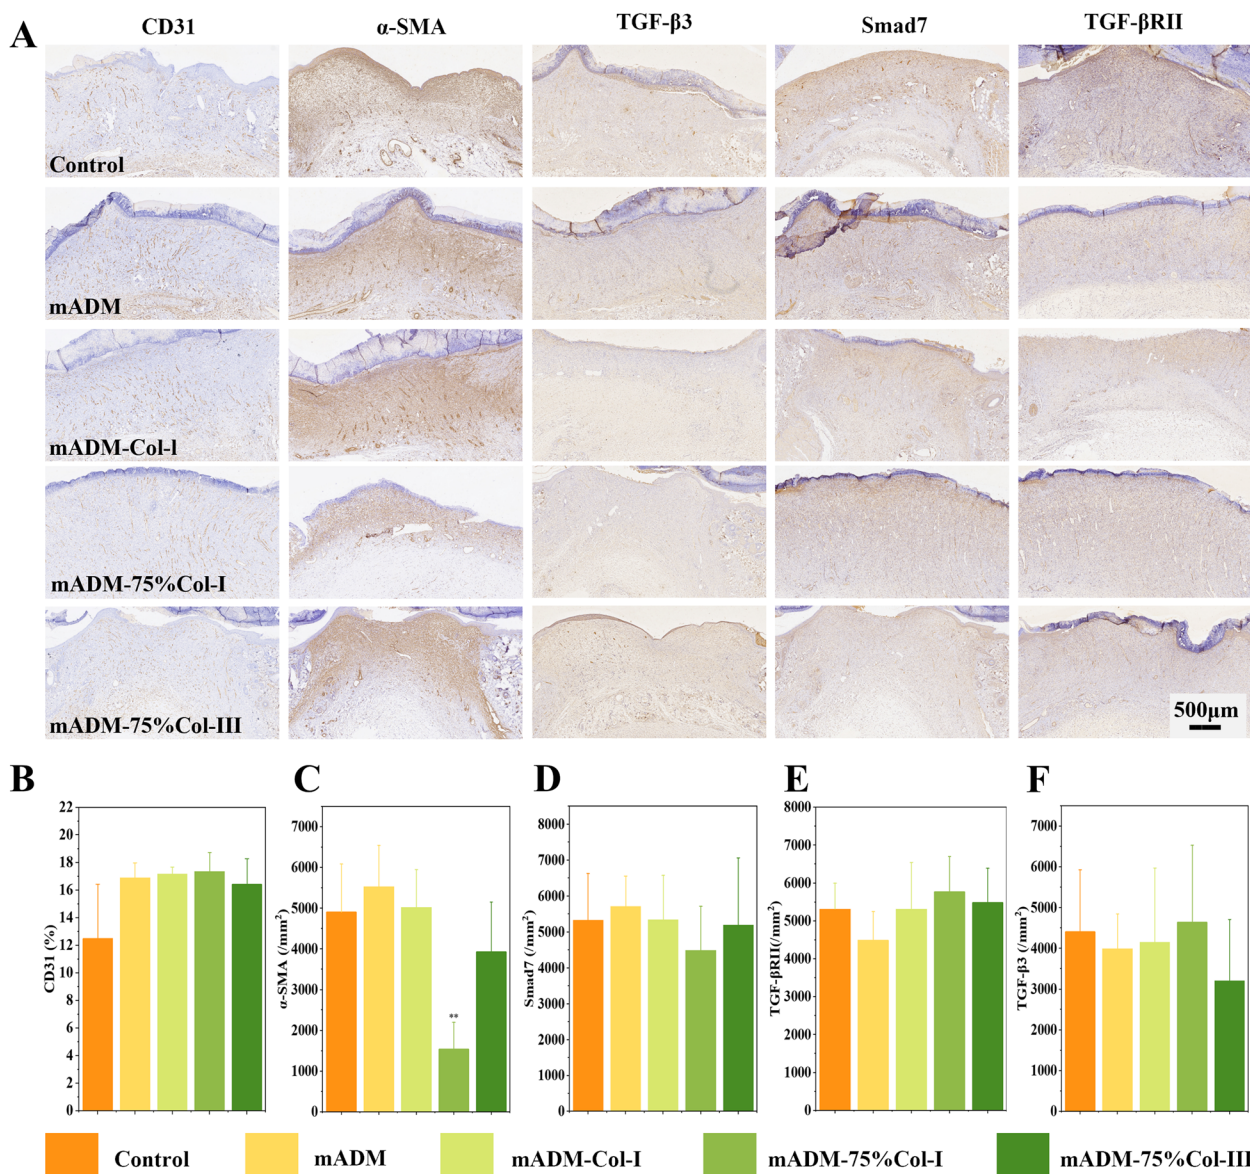 A
CD31
α-SMA
TGF-β3
Smad7
TGF-βRII
Control
mADM
mADM-Col-l
mADM-75%Col-I
mADM-75%Col-III
500μm
B
C
D
E
F
CD31 (%)
22
20
18
16
14
12
10
8
6
4
2
0
α-SMA (/mm²)
7000
6000
5000
4000
3000
2000
1000
0
**
Smad7 (/mm²)
8000
7000
6000
5000
4000
3000
2000
1000
0
TGF-βRII(/mm²)
8000
7000
6000
5000
4000
3000
2000
1000
0
TGF-β3 (/mm²)
7000
6000
5000
4000
3000
2000
1000
0
Control
mADM
mADM-Col-I
mADM-75%Col-I
mADM-75%Col-III